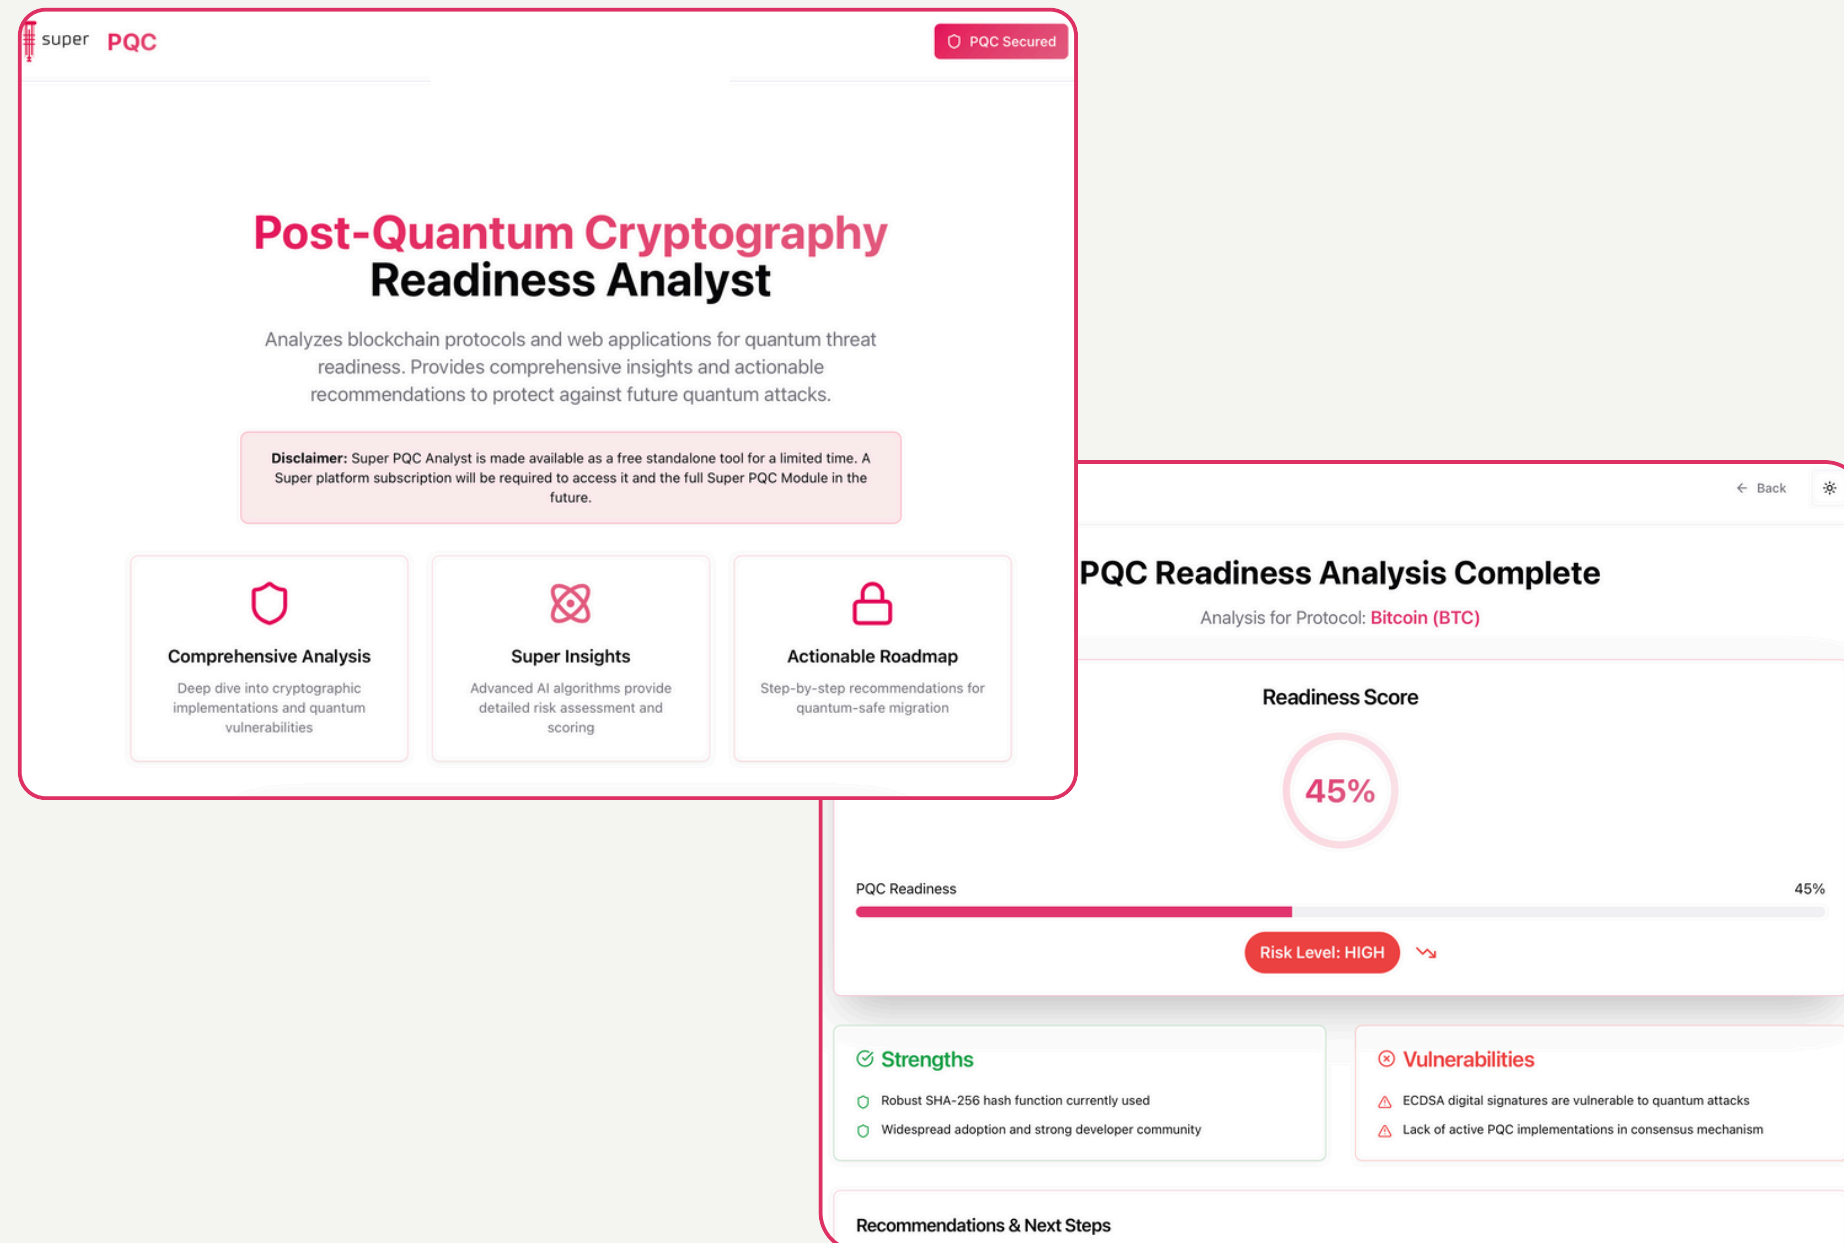 super PQC
PQC Secured
Post-Quantum Cryptography
Readiness Analyst
Analyzes blockchain protocols and web applications for quantum threat
readiness. Provides comprehensive insights and actionable
recommendations to protect against future quantum attacks.
Disclaimer: Super PQC Analyst is made available as a free standalone tool for a limited time. A
Super platform subscription will be required to access it and the full Super PQC Module in the
future.
Comprehensive Analysis
Deep dive into cryptographic
implementations and quantum
vulnerabilities
Super Insights
Advanced AI algorithms provide
detailed risk assessment and
scoring
Actionable Roadmap
Step-by-step recommendations for
quantum-safe migration
Back
PQC Readiness Analysis Complete
Analysis for Protocol: Bitcoin (BTC)
Readiness Score
45%
PQC Readiness
45%
Risk Level: HIGH
Strengths
Robust SHA-256 hash function currently used
Widespread adoption and strong developer community
Vulnerabilities
ECDSA digital signatures are vulnerable to quantum attacks
Lack of active PQC implementations in consensus mechanism
Recommendations & Next Steps